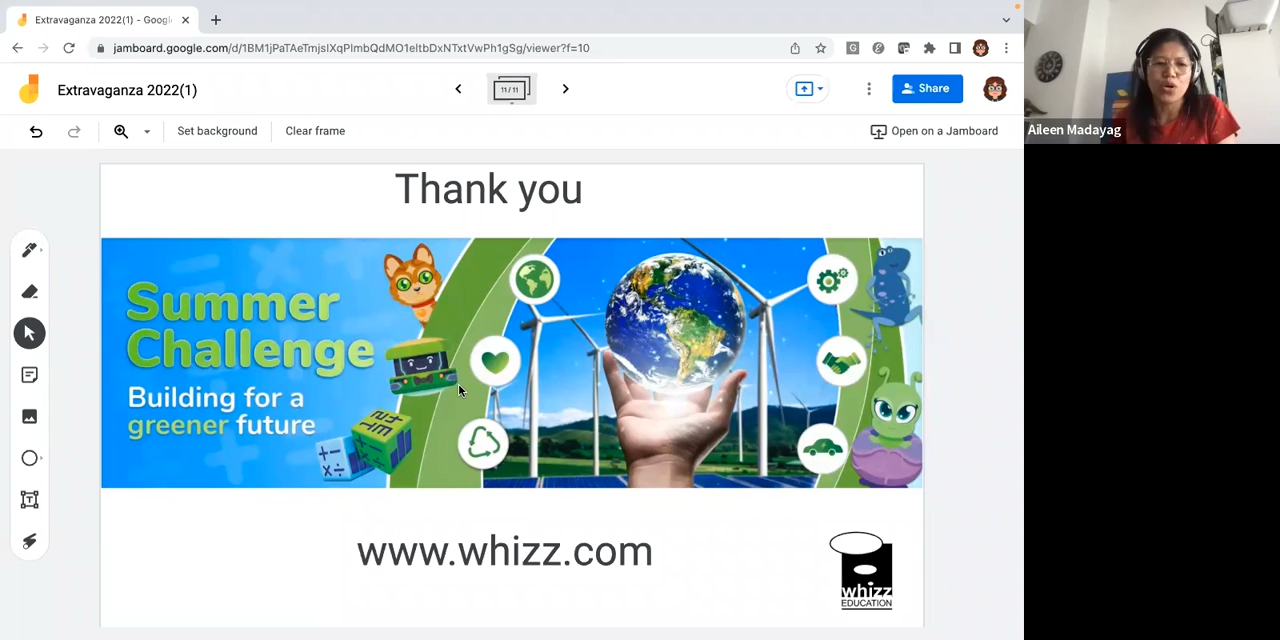 Extravaganza 2022(1) - Googl
jamboard.google.com/d/1BM1jPaTAeTmjsIXqPlmbQdMO1eltbDxNTxtVwPh1gSg/viewer?f=10
Extravaganza 2022(1)
11 / 11
Share
Set background
Clear frame
Open on a Jamboard
Aileen Madayag
Thank you
Summer
Challenge
Building for a
greener future
www.whizz.com
whizz
EDUCATION